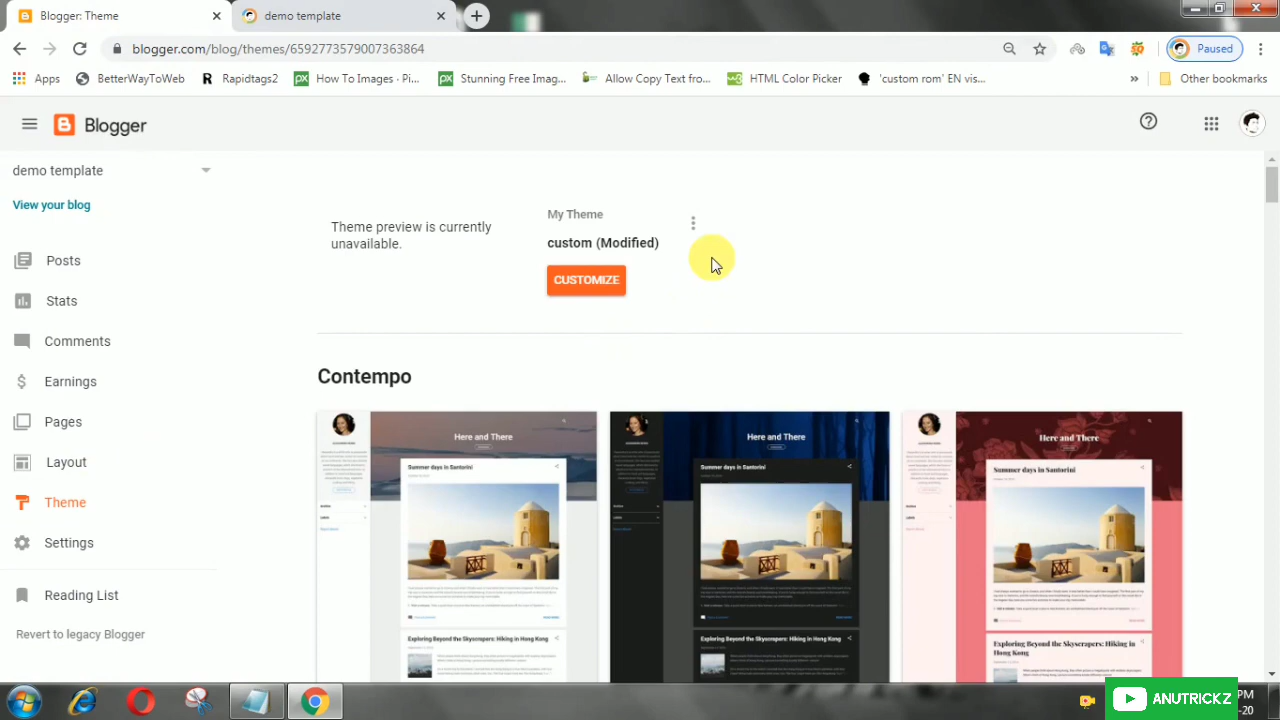 Blogger: Theme
demo template
blogger.com/blog/themes/6592773579007363864
Paused
Apps
BetterWayToWeb
Rapidtags2
How To Images - Pi...
Stunning Free Imag...
Allow Copy Text fro...
HTML Color Picker
'custom rom' EN vis...
»
Other bookmarks
Blogger
demo template
View your blog
Posts
Stats
Comments
Earnings
Pages
Layout
Theme
Settings
Revert to legacy Blogger
Theme preview is currently
unavailable.
My Theme
custom (Modified)
CUSTOMIZE
Contempo
Here and There
Summer days in Santorini
Exploring Beyond the Skyscrapers: Hiking in Hong Kong
Here and There
Summer days in Santorini
Exploring Beyond the Skyscrapers: Hiking in Hong Kong
Here and There
Summer days in Santorini
Exploring Beyond the Skyscrapers: Hiking in
Hong Kong
PM
-20
ANUTRICKZ